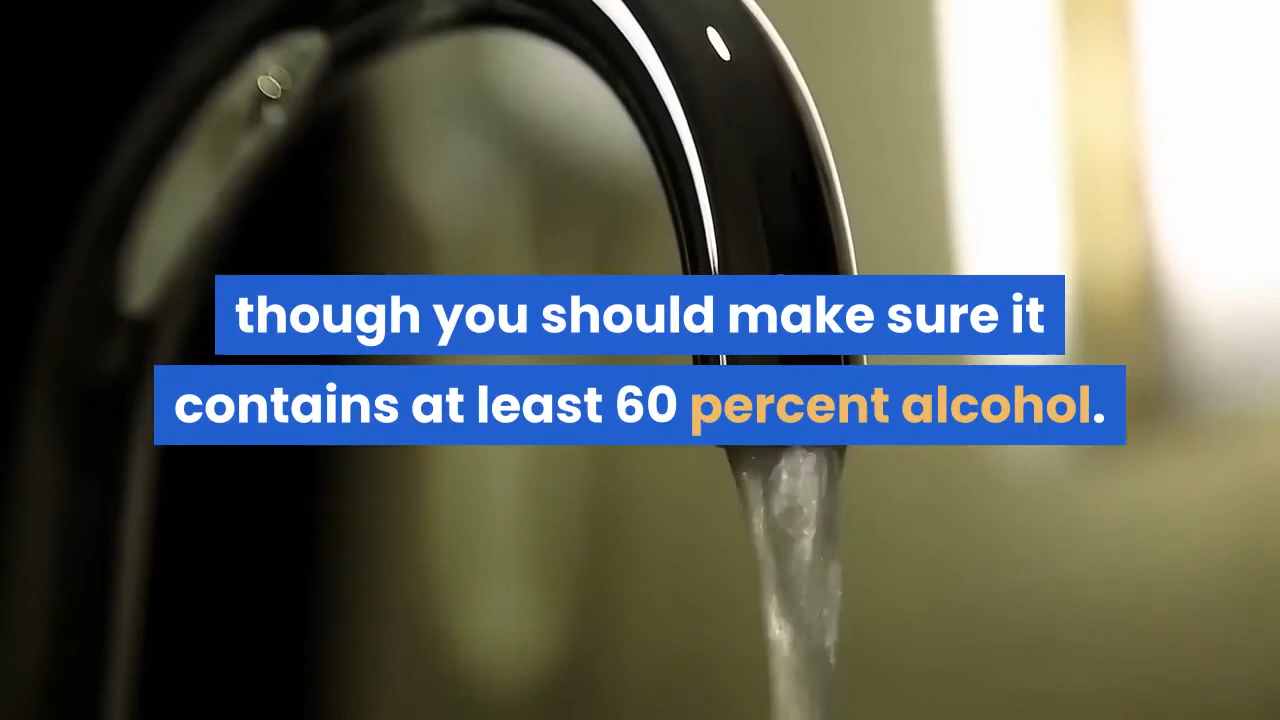 though you should make sure it
contains at least 60 percent alcohol.